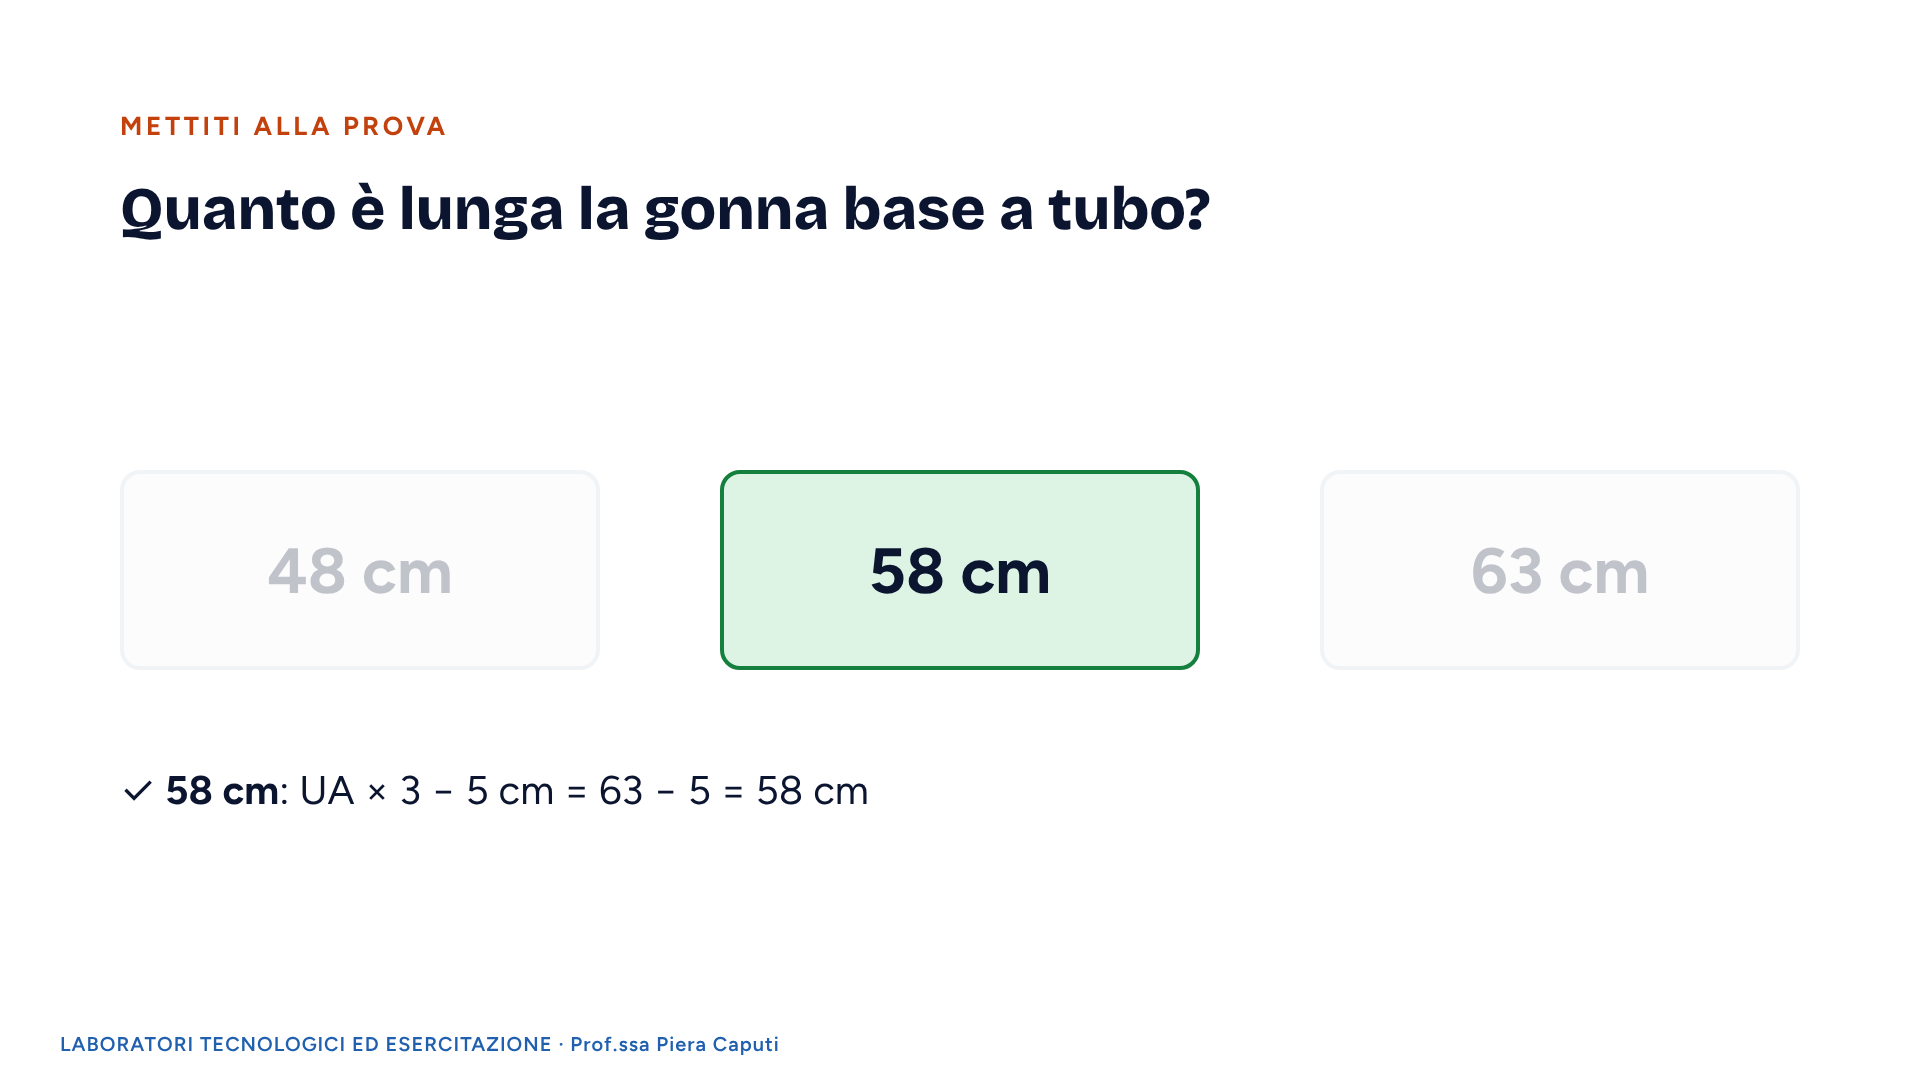 METTITI ALLA PROVA
Quanto è lunga la gonna base a tubo?
48 cm
58 cm
63 cm
✓ 58 cm: UA × 3 − 5 cm = 63 − 5 = 58 cm
LABORATORI TECNOLOGICI ED ESERCITAZIONE · Prof.ssa Piera Caputi